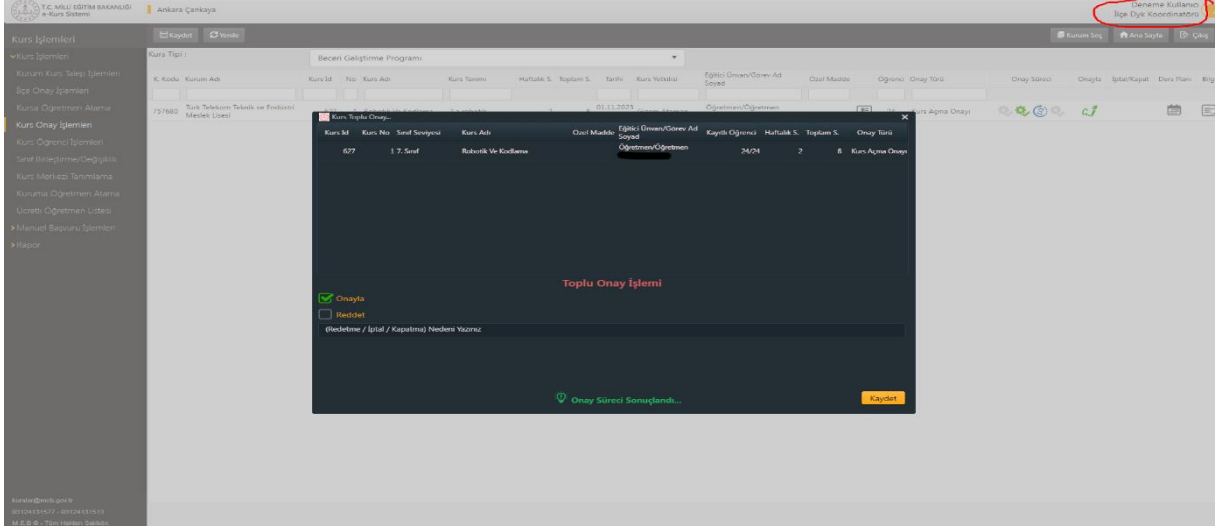 T.C. MİLLİ EĞİTİM BAKANLIĞI
e-Kurs Sistemi
Ankara Çankaya
Deneme Kullanıcı
İlçe Dyk Koordinatörü
Kurs İşlemleri
Kaydet Yenile
Kurum Seç Ana Sayfa Çıkış
Kurs İşlemleri
Kurum Kurs Talep İşlemleri
İlçe Onay İşlemleri
Kursa Öğretmen Atama
Kurs Onay İşlemleri
Kurs Öğrenci İşlemleri
Sınıf Birleştirme/Değişiklik
Kurs Merkezi Tanımlama
Kuruma Öğretmen Atama
Ücretli Öğretmen Listesi
Manuel Başvuru İşlemleri
Rapor
Kurs Tipi :
Beceri Geliştirme Programı
K. Kodu Kurum Adı Kurs Id No Kurs Adı Kurs Tanımı Haftalık S. Toplam S. Tarihi Kurs Yetkilisi Eğitici Ünvan/Görev Ad Soyad Özel Madde Öğrenci Onay Türü Onay Süreci Onayla İptal/Kapat Ders Planı
757680 Türk Telekom Teknik ve Endüstri Meslek Lisesi 01.11.2025 Öğretmen/Öğretmen Kurs Açma Onayı
Kurs Toplu Onay...
Kurs Id Kurs No Sınıf Seviyesi Kurs Adı Özel Madde Eğitici Ünvan/Görev Ad Soyad Kayıtlı Öğrenci Haftalık S. Toplam S. Onay Türü
627 1 7. Sınıf Robotik Ve Kodlama Öğretmen/Öğretmen 24/24 2 8 Kurs Açma Onayı
Toplu Onay İşlemi
Onayla
Reddet
(Redetme / İptal / Kapatma) Nedeni Yazınız
Onay Süreci Sonuçlandı...
Kaydet
M.E.B © - Tüm Hakları Saklıdır